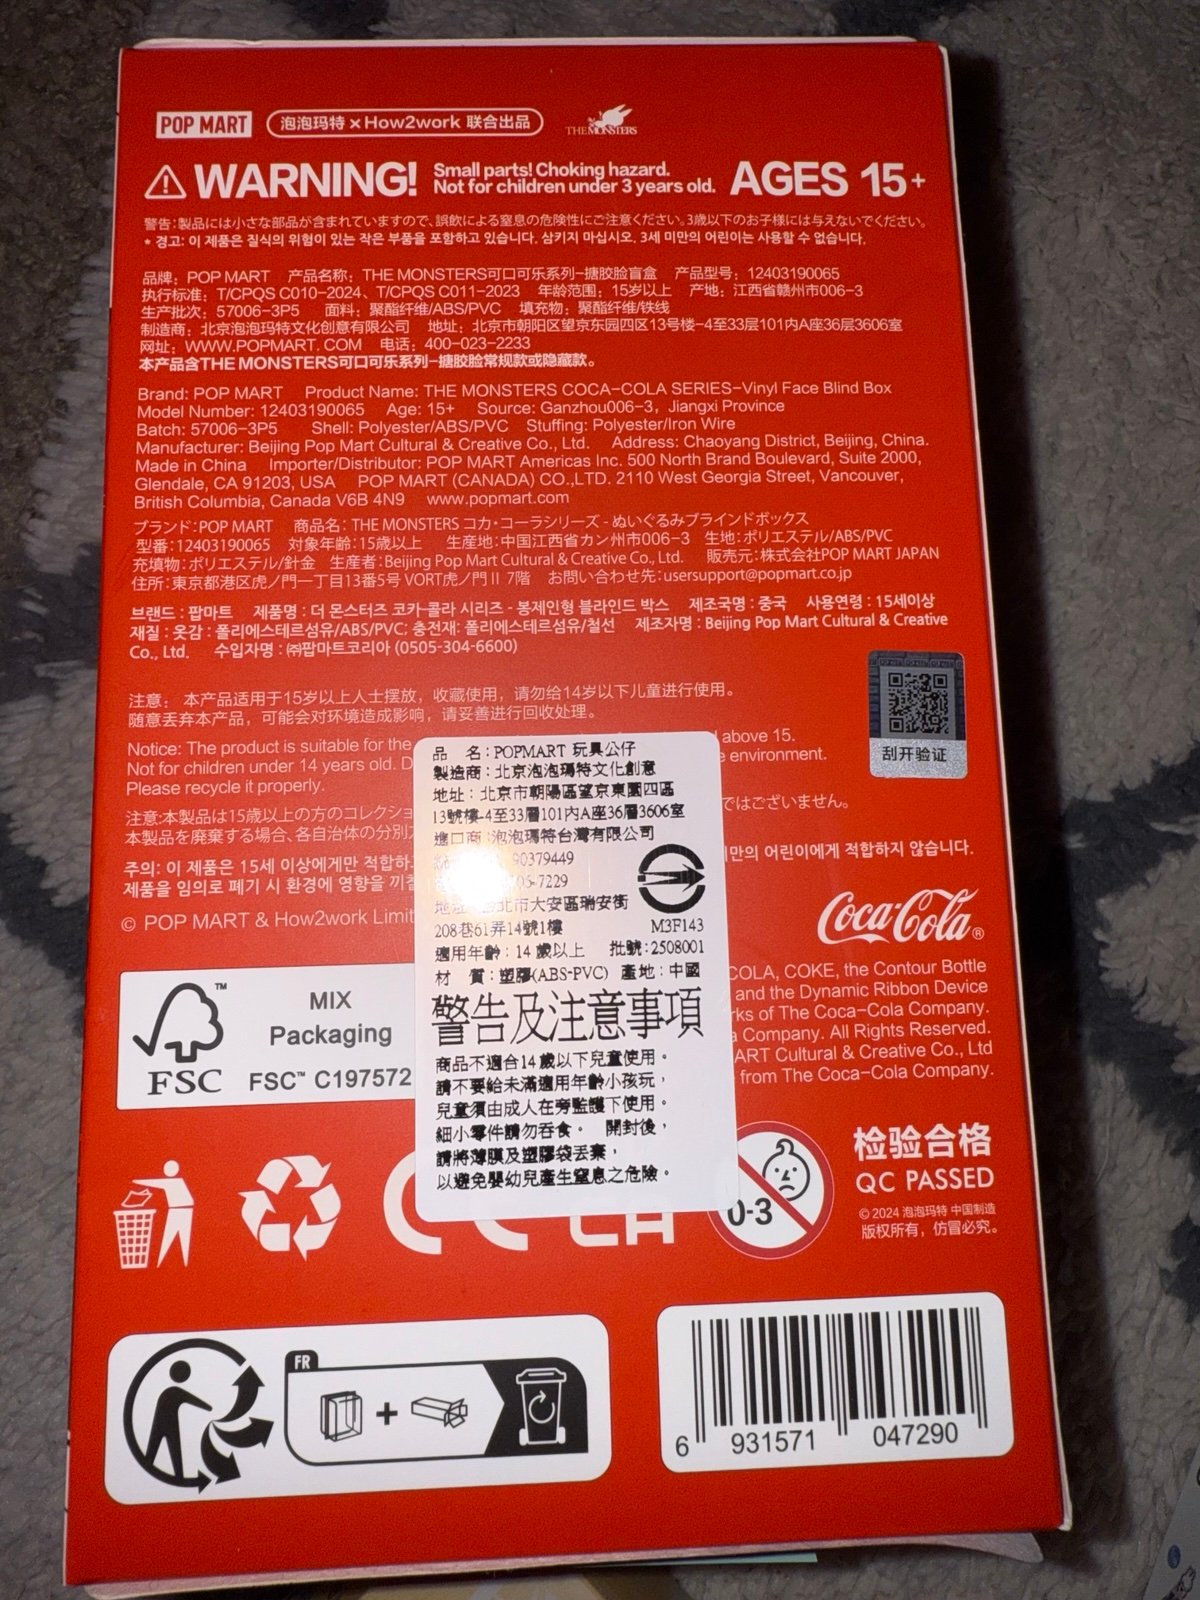 POP MART 泡泡玛特×How2work 联合出品 THE MONSTERS
WARNING! Small parts! Choking hazard. Not for children under 3 years old. AGES 15+
警告:製品には小さな部品が含まれていますので、誤飲による窒息の危険性にご注意ください。3歳以下のお子様には与えないでください。
* 경고: 이 제품은 질식의 위험이 있는 작은 부품을 포함하고 있습니다. 삼키지 마십시오, 3세 미만의 어린이는 사용할 수 없습니다.
品牌：POP MART 产品名称：THE MONSTERS可口可乐系列-搪胶脸盲盒 产品型号：12403190065
执行标准：T/CPQS C010-2024、T/CPQS C011-2023 年龄范围：15岁以上 产地：江西省赣州市006-3
生产批次：57006-3P5 面料：聚酯纤维/ABS/PVC 填充物：聚酯纤维/铁线
制造商：北京泡泡玛特文化创意有限公司 地址：北京市朝阳区望京东园四区13号楼-4至33层101内A座36层3606室
网址：WWW.POPMART.COM 电话：400-023-2233
本产品含THE MONSTERS可口可乐系列-搪胶脸常规款或隐藏款。
Brand: POP MART Product Name: THE MONSTERS COCA-COLA SERIES-Vinyl Face Blind Box
Model Number: 12403190065 Age: 15+ Source: Ganzhou006-3, Jiangxi Province
Batch: 57006-3P5 Shell: Polyester/ABS/PVC Stuffing: Polyester/Iron Wire
Manufacturer: Beijing Pop Mart Cultural & Creative Co., Ltd. Address: Chaoyang District, Beijing, China.
Made in China Importer/Distributor: POP MART Americas Inc. 500 North Brand Boulevard, Suite 2000,
Glendale, CA 91203, USA POP MART (CANADA) CO.,LTD. 2110 West Georgia Street, Vancouver,
British Columbia, Canada V6B 4N9 www.popmart.com
ブランド:POP MART 商品名：THE MONSTERS コカ・コーラシリーズ - ぬいぐるみブラインドボックス
型番：12403190065 対象年齢：15歳以上 生産地:中国江西省カン州市006-3 生地:ポリエステル/ABS/PVC
充填物:ポリエステル/針金 生産者:Beijing Pop Mart Cultural & Creative Co., Ltd. 販売元:株式会社POP MART JAPAN
住所:東京都港区虎ノ門一丁目13番5号 VORT虎ノ門Ⅱ 7階 お問い合わせ先:usersupport@popmart.co.jp
브랜드 : 팝마트 제품명 : 더 몬스터즈 코카-콜라 시리즈 - 봉제인형 블라인드 박스 제조국명 : 중국 사용연령 : 15세이상
재질 : 옷감 : 폴리에스테르섬유/ABS/PVC; 충전재: 폴리에스테르섬유/철선 제조자명 : Beijing Pop Mart Cultural & Creative
Co., Ltd. 수입자명 : ㈜팝마트코리아 (0505-304-6600)
注意：本产品适用于15岁以上人士摆放，收藏使用，请勿给14岁以下儿童进行使用。
随意丢弃本产品，可能会对环境造成影响，请妥善进行回收处理。
刮开验证
Notice: The product is suitable for the above 15.
Not for children under 14 years old. environment.
Please recycle it properly.
注意:本製品は15歳以上の方のコレクショ ではございません。
本製品を廃棄する場合、各自治体の分別
주의: 이 제품은 15세 이상에게만 적합하 미만의 어린이에게 적합하지 않습니다.
제품을 임의로 폐기 시 환경에 영향을 끼칠
© POP MART & How2work Limit
品 名：POPMART 玩具公仔
製造商：北京泡泡瑪特文化創意
地址：北京市朝陽區望京東園四區
13號樓-4至33層101內A座36層3606室
進口商：泡泡瑪特台灣有限公司
90379449
7229
北市大安區瑞安街
208巷61弄14號1樓 M3F143
適用年齡：14 歲以上 批號:2508001
材 質：塑膠(ABS-PVC) 產地：中國
警告及注意事項
商品不適合14歲以下兒童使用。
請不要給未滿適用年齡小孩玩，
兒童須由成人在旁監護下使用。
細小零件請勿吞食。 開封後，
請將薄膜及塑膠袋丟棄，
以避免嬰幼兒產生窒息之危險。
Coca-Cola®
COLA, COKE, the Contour Bottle
and the Dynamic Ribbon Device
rks of The Coca-Cola Company.
a Company. All Rights Reserved.
ART Cultural & Creative Co., Ltd
from The Coca-Cola Company.
FSC™ MIX
Packaging
FSC™ C197572
0-3
检验合格
QC PASSED
© 2024 泡泡玛特 中国制造
版权所有，仿冒必究。
FR
6 931571 047290